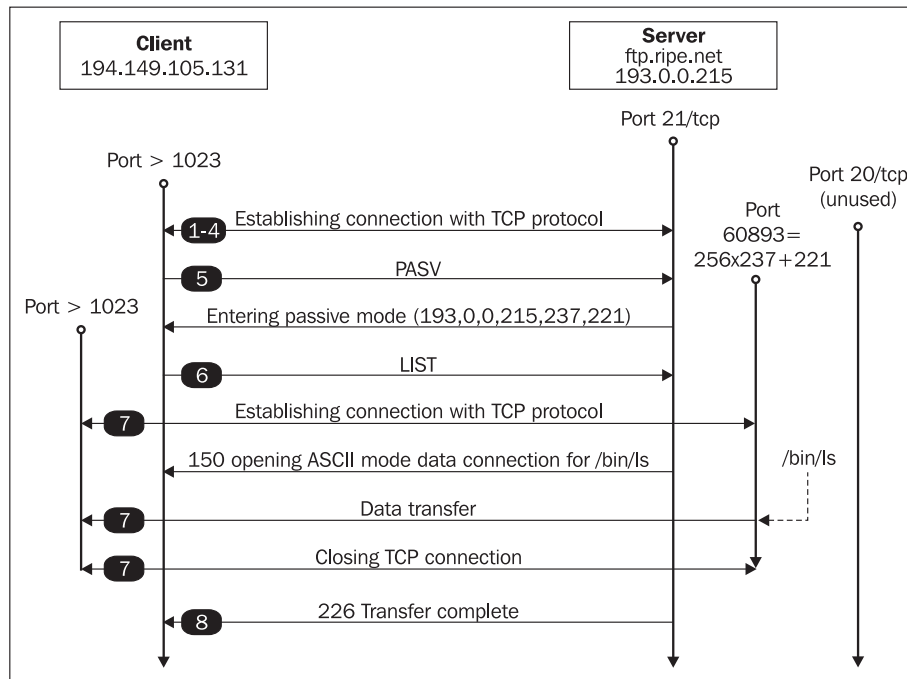 Client
194.149.105.131
Server
ftp.ripe.net
193.0.0.215
Port 21/tcp
Port > 1023
Port 20/tcp
(unused)
1-4
Establishing connection with TCP protocol
Port
60893=
256x237+221
5
PASV
Port > 1023
Entering passive mode (193,0,0,215,237,221)
6
LIST
7
Establishing connection with TCP protocol
150 opening ASCII mode data connection for /bin/ls
/bin/ls
7
Data transfer
7
Closing TCP connection
8
226 Transfer complete